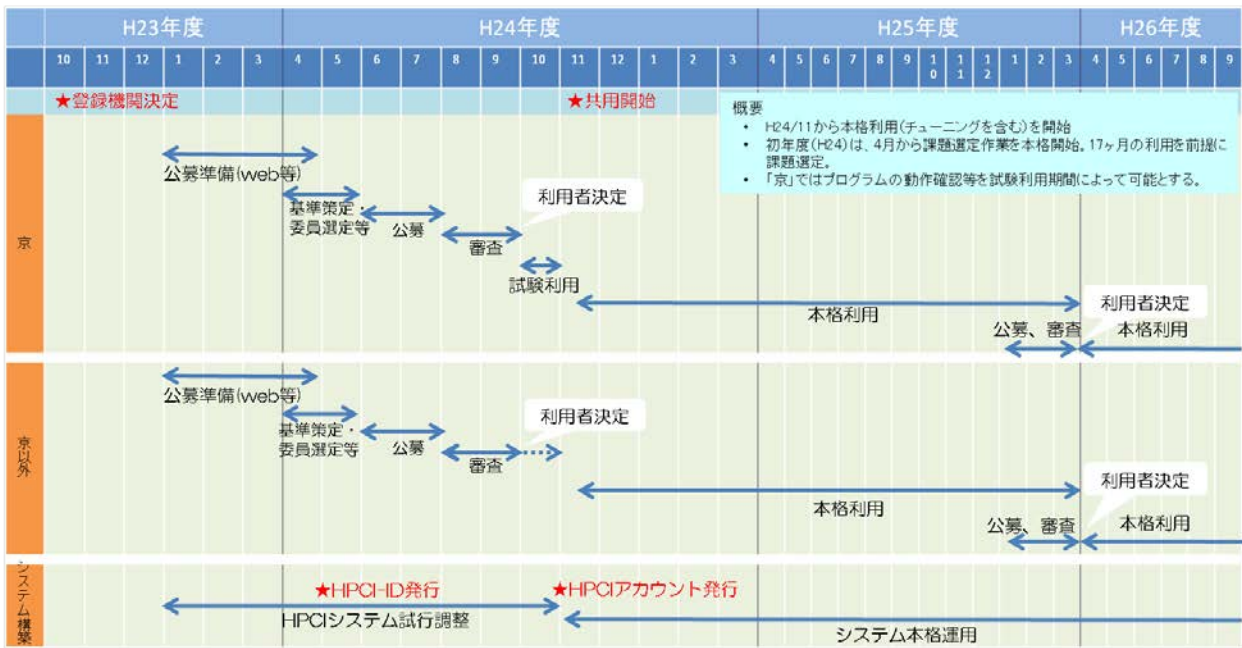 H23年度 H24年度 H25年度 H26年度
10 11 12 1 2 3 4 5 6 7 8 9 10 11 12 1 2 3 4 5 6 7 8 9 10 11 12 1 2 3 4 5 6 7 8 9
★登録機関決定 ★共用開始
概要
• H24/11から本格利用(チューニングを含む)を開始
• 初年度(H24)は、4月から課題選定作業を本格開始。17ヶ月の利用を前提に
課題選定。
• 「京」ではプログラムの動作確認等を試験利用期間によって可能とする。
京
公募準備(web等)
基準策定・
委員選定等
公募
審査
利用者決定
試験利用
本格利用
公募、審査
利用者決定
本格利用
京以外
公募準備(web等)
基準策定・
委員選定等
公募
審査
利用者決定
本格利用
公募、審査
利用者決定
本格利用
システム構築
★HPCI-ID発行
★HPCIアカウント発行
HPCIシステム試行調整
システム本格運用